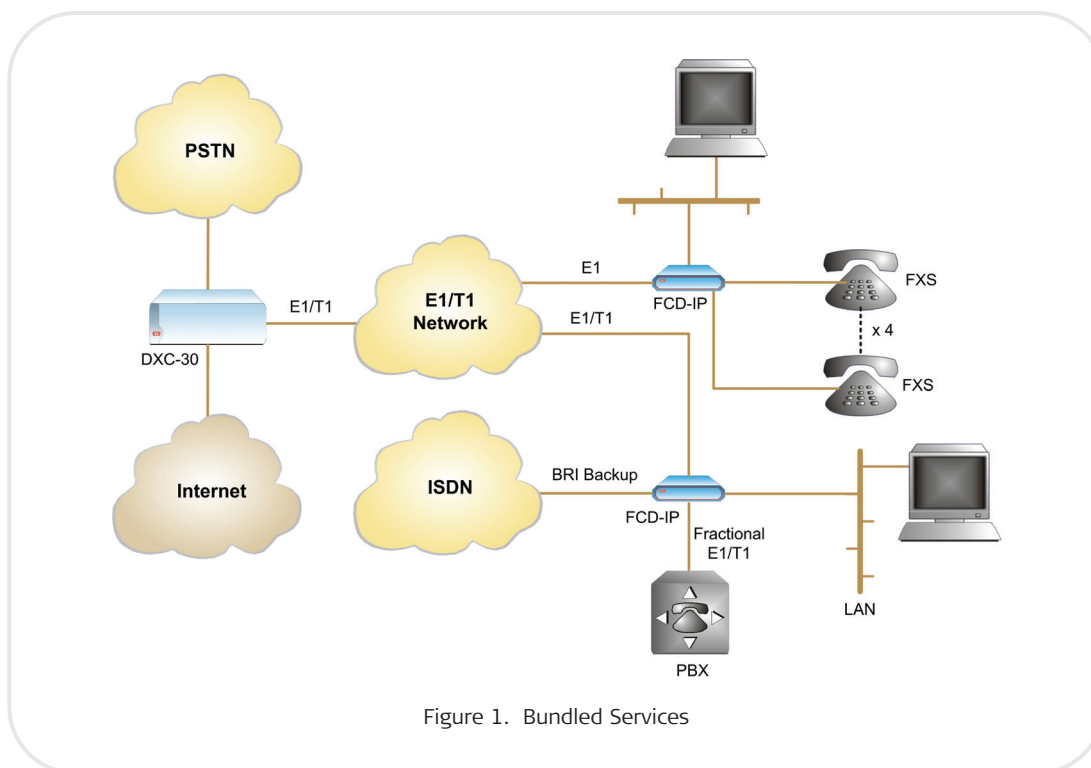 PSTN
E1
FCD-IP
FXS
E1/T1
E1/T1
Network
E1/T1
x 4
DXC-30
FXS
Internet
ISDN
BRI Backup
FCD-IP
Fractional
E1/T1
LAN
PBX
Figure 1. Bundled Services